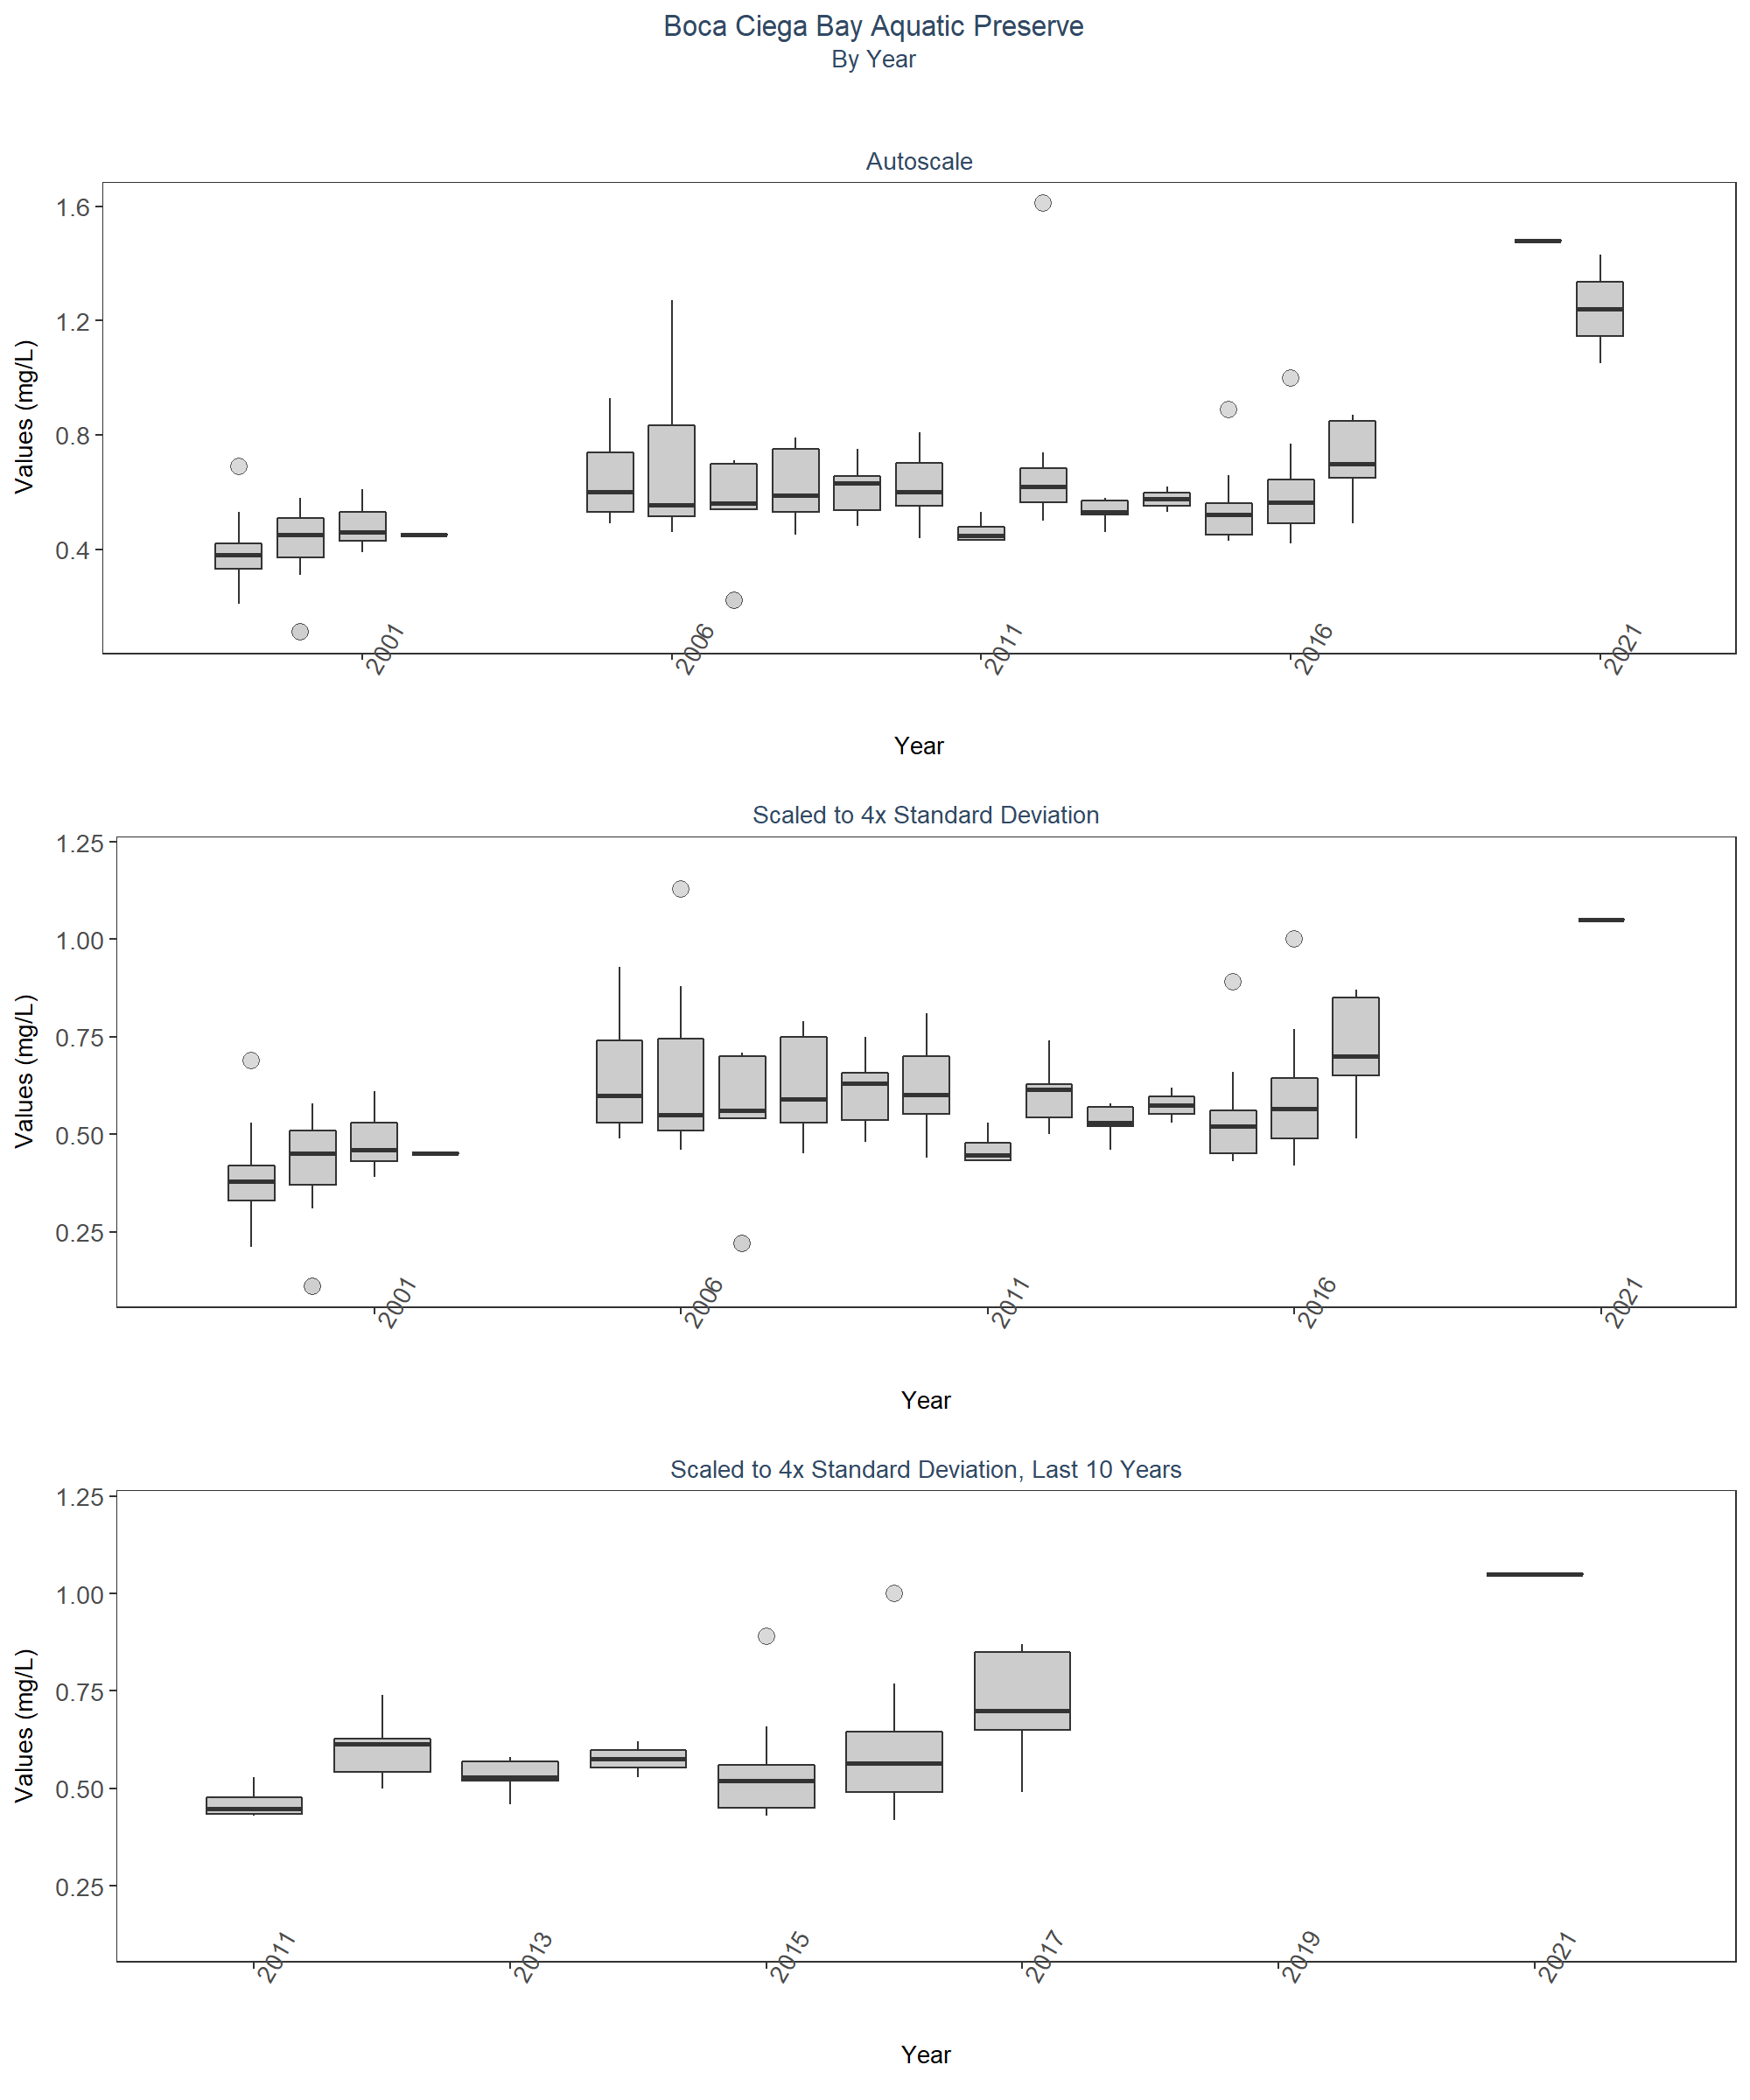 Boca Ciega Bay Aquatic Preserve
By Year
Autoscale
Values (mg/L)
1.6
1.2
0.8
0.4
2001 2006 2011 2016 2021
Year
Scaled to 4x Standard Deviation
Values (mg/L)
1.25
1.00
0.75
0.50
0.25
2001 2006 2011 2016 2021
Year
Scaled to 4x Standard Deviation, Last 10 Years
Values (mg/L)
1.25
1.00
0.75
0.50
0.25
2011 2013 2015 2017 2019 2021
Year